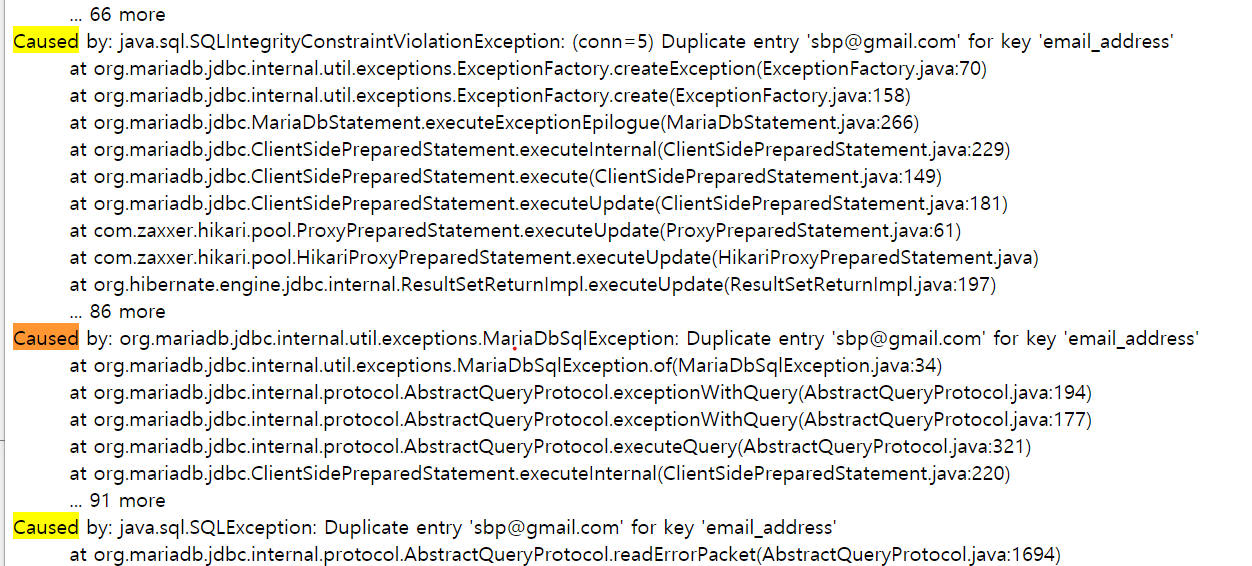 ... 66 more
Caused by: java.sql.SQLIntegrityConstraintViolationException: (conn=5) Duplicate entry 'sbp@gmail.com' for key 'email_address'
at org.mariadb.jdbc.internal.util.exceptions.ExceptionFactory.createException(ExceptionFactory.java:70)
at org.mariadb.jdbc.internal.util.exceptions.ExceptionFactory.create(ExceptionFactory.java:158)
at org.mariadb.jdbc.MariaDbStatement.executeExceptionEpilogue(MariaDbStatement.java:266)
at org.mariadb.jdbc.ClientSidePreparedStatement.executeInternal(ClientSidePreparedStatement.java:229)
at org.mariadb.jdbc.ClientSidePreparedStatement.execute(ClientSidePreparedStatement.java:149)
at org.mariadb.jdbc.ClientSidePreparedStatement.executeUpdate(ClientSidePreparedStatement.java:181)
at com.zaxxer.hikari.pool.ProxyPreparedStatement.executeUpdate(ProxyPreparedStatement.java:61)
at com.zaxxer.hikari.pool.HikariProxyPreparedStatement.executeUpdate(HikariProxyPreparedStatement.java)
at org.hibernate.engine.jdbc.internal.ResultSetReturnImpl.executeUpdate(ResultSetReturnImpl.java:197)
... 86 more
Caused by: org.mariadb.jdbc.internal.util.exceptions.MariaDbSqlException: Duplicate entry 'sbp@gmail.com' for key 'email_address'
at org.mariadb.jdbc.internal.util.exceptions.MariaDbSqlException.of(MariaDbSqlException.java:34)
at org.mariadb.jdbc.internal.protocol.AbstractQueryProtocol.exceptionWithQuery(AbstractQueryProtocol.java:194)
at org.mariadb.jdbc.internal.protocol.AbstractQueryProtocol.exceptionWithQuery(AbstractQueryProtocol.java:177)
at org.mariadb.jdbc.internal.protocol.AbstractQueryProtocol.executeQuery(AbstractQueryProtocol.java:321)
at org.mariadb.jdbc.ClientSidePreparedStatement.executeInternal(ClientSidePreparedStatement.java:220)
... 91 more
Caused by: java.sql.SQLException: Duplicate entry 'sbp@gmail.com' for key 'email_address'
at org.mariadb.jdbc.internal.protocol.AbstractQueryProtocol.readErrorPacket(AbstractQueryProtocol.java:1694)